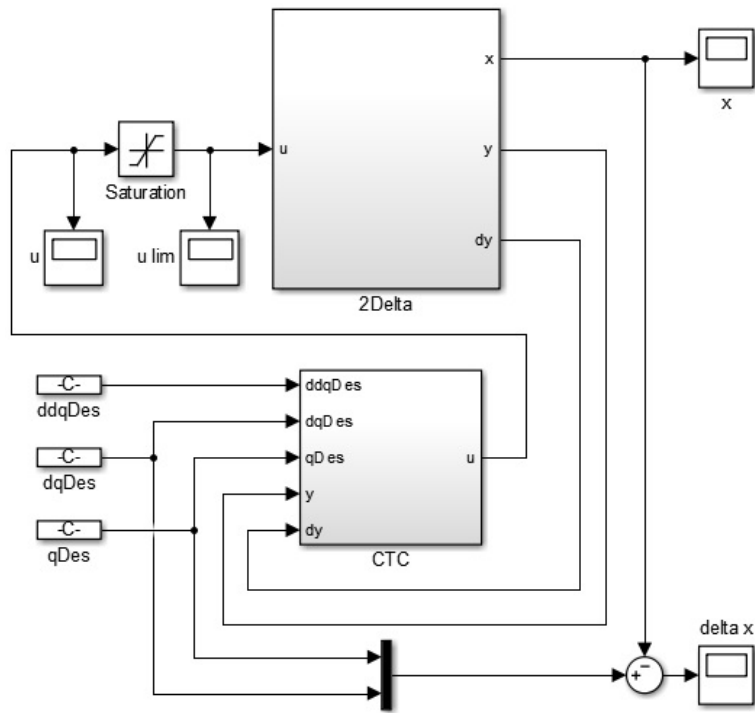 x
x
u
y
Saturation
dy
u
u lim
2Delta
-C-
ddqDes
ddqDes
dqDes
-C-
qDes
u
dqDes
y
-C-
dy
qDes
CTC
delta x
−
+